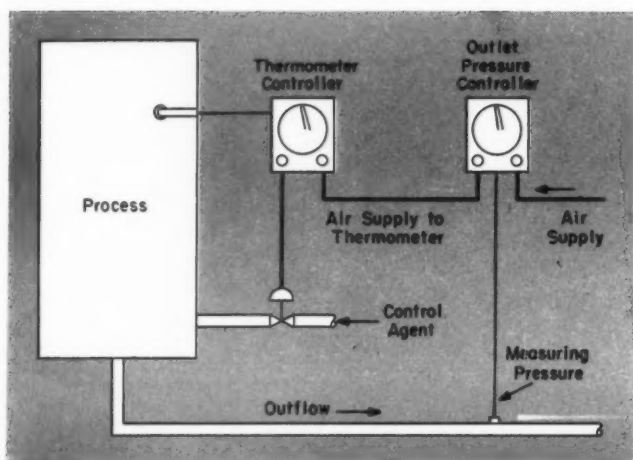 Thermometer
Controller
Outlet
Pressure
Controller
Process
Air Supply to
Thermometer
Air
Supply
Control
Agent
Measuring
Pressure
Outflow